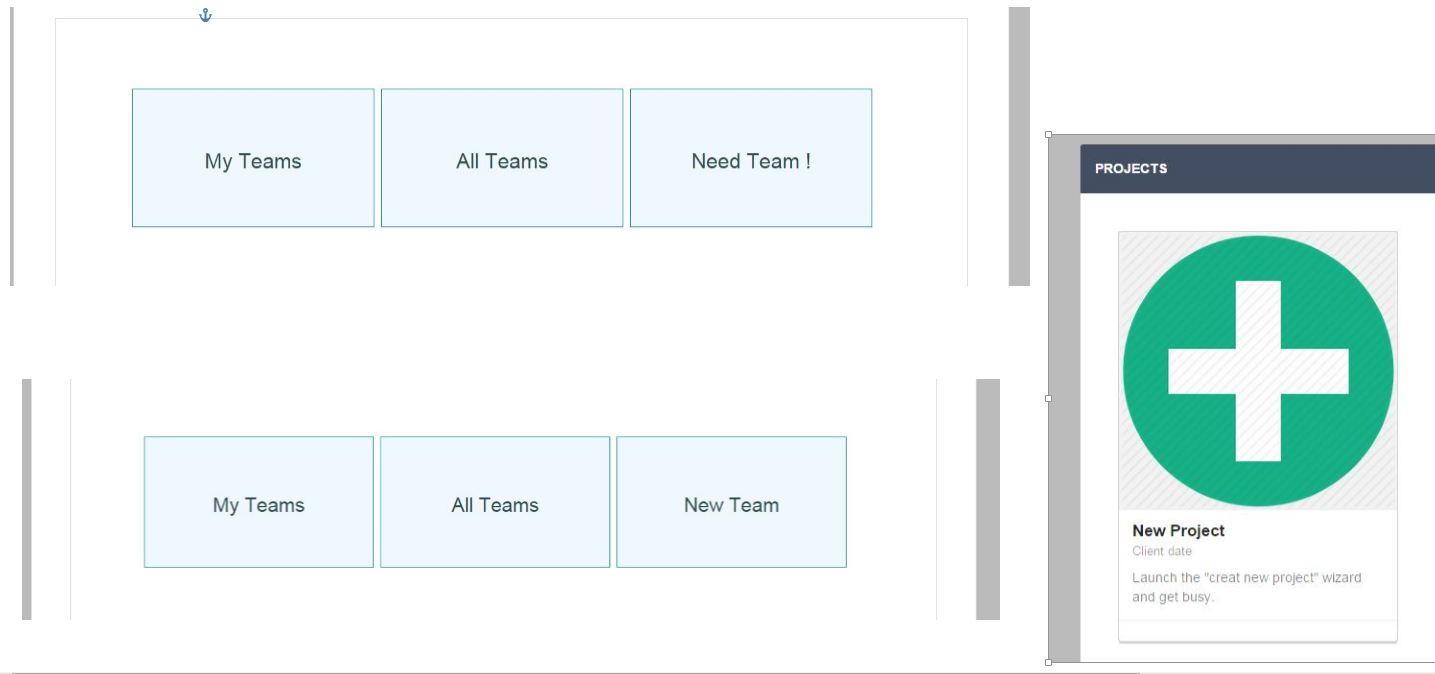 My Teams
All Teams
Need Team !
My Teams
All Teams
New Team
PROJECTS
New Project
Client date
Launch the "creat new project" wizard
and get busy.